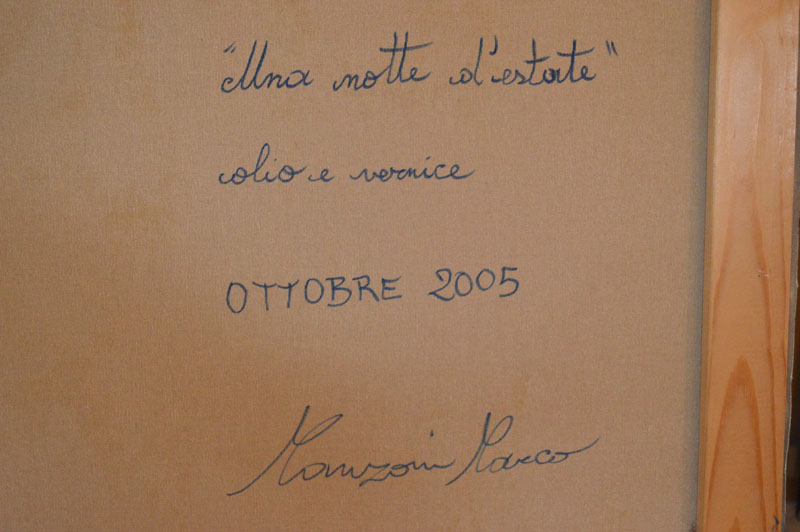 "Una notte d'estate"
olio e vernice
OTTOBRE 2005
Manzoni Marco